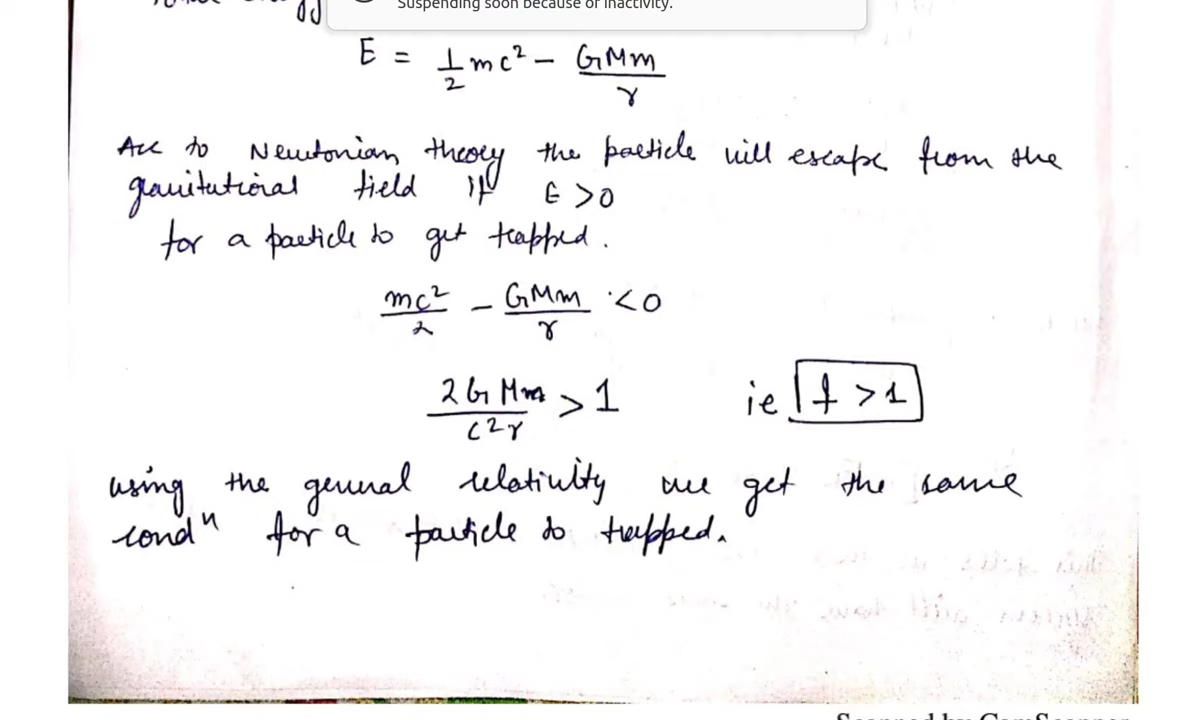 Suspending soon because of inactivity.
E = 1/2 mc² - GMm/r
Acc to Newtonian theory the particle will escape from the
gravitational field if E > 0
for a particle to get trapped.
mc²/2 - GMm/r < 0
2GMm/c²r > 1 ie f > 1
using the general relativity we get the same
condⁿ for a particle to trapped.